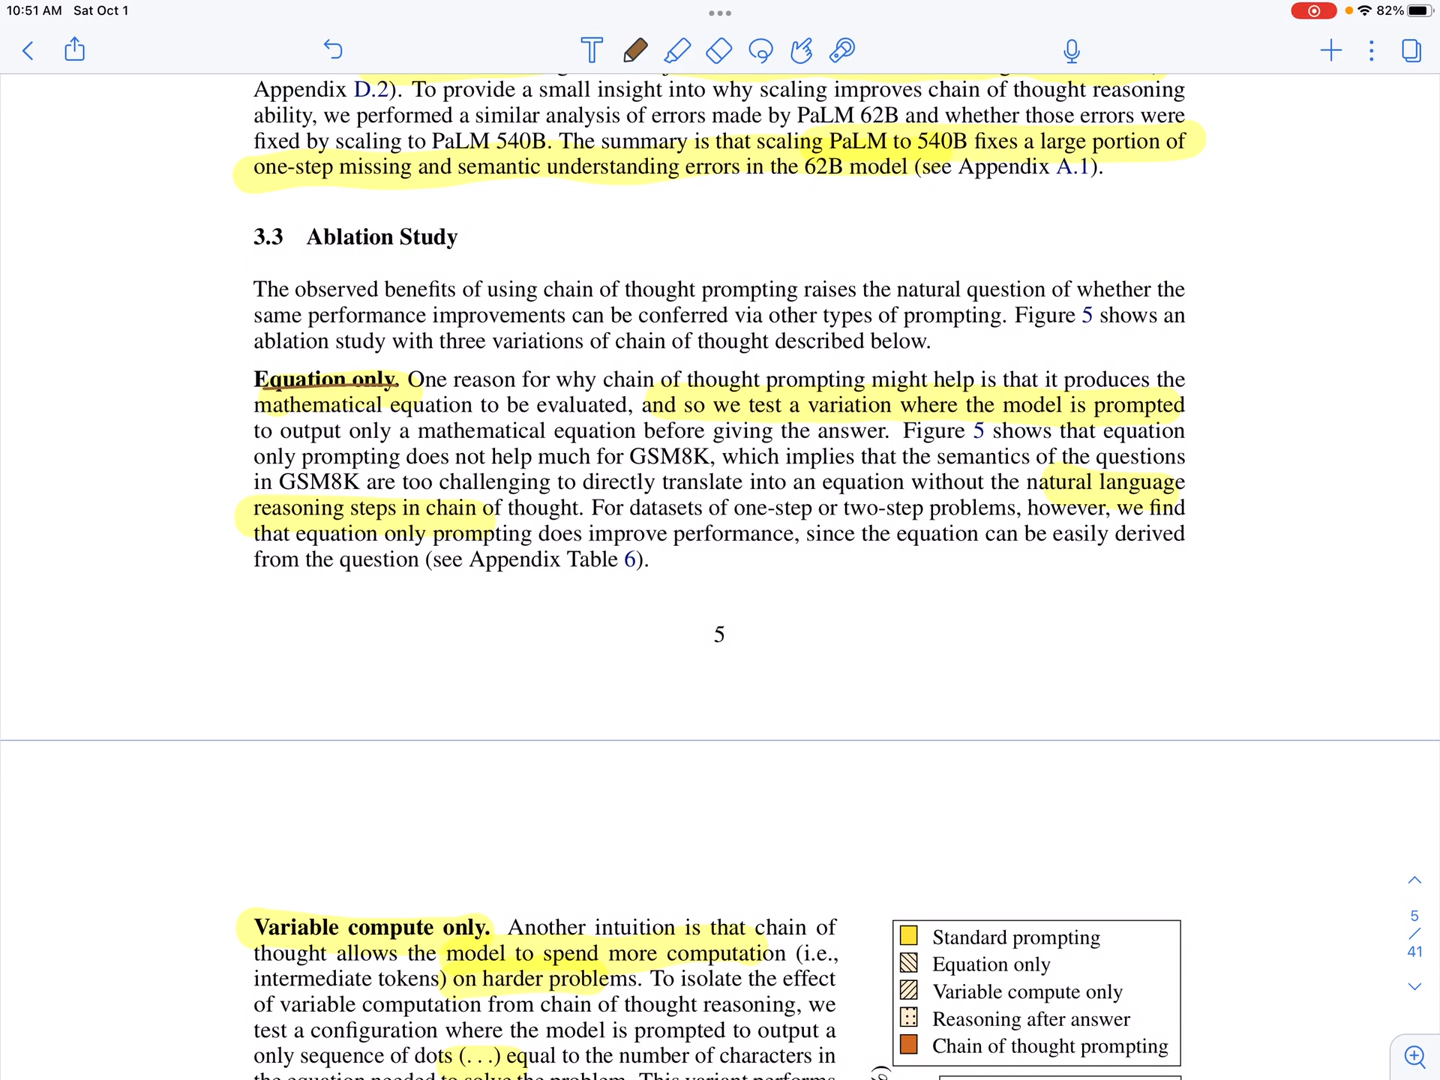 10:51 AM Sat Oct 1
82%
Appendix D.2). To provide a small insight into why scaling improves chain of thought reasoning
ability, we performed a similar analysis of errors made by PaLM 62B and whether those errors were
fixed by scaling to PaLM 540B. The summary is that scaling PaLM to 540B fixes a large portion of
one-step missing and semantic understanding errors in the 62B model (see Appendix A.1).
3.3 Ablation Study
The observed benefits of using chain of thought prompting raises the natural question of whether the
same performance improvements can be conferred via other types of prompting. Figure 5 shows an
ablation study with three variations of chain of thought described below.
Equation only. One reason for why chain of thought prompting might help is that it produces the
mathematical equation to be evaluated, and so we test a variation where the model is prompted
to output only a mathematical equation before giving the answer. Figure 5 shows that equation
only prompting does not help much for GSM8K, which implies that the semantics of the questions
in GSM8K are too challenging to directly translate into an equation without the natural language
reasoning steps in chain of thought. For datasets of one-step or two-step problems, however, we find
that equation only prompting does improve performance, since the equation can be easily derived
from the question (see Appendix Table 6).
5
Variable compute only. Another intuition is that chain of
thought allows the model to spend more computation (i.e.,
intermediate tokens) on harder problems. To isolate the effect
of variable computation from chain of thought reasoning, we
test a configuration where the model is prompted to output a
only sequence of dots (. . .) equal to the number of characters in
the equation needed to solve the problem. This variant performs
Standard prompting
Equation only
Variable compute only
Reasoning after answer
Chain of thought prompting
5
/
41